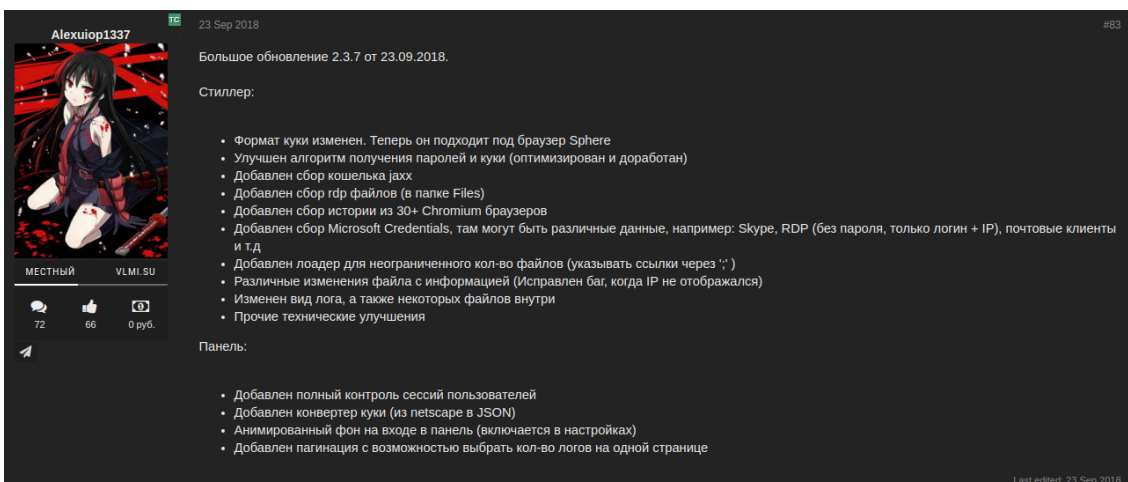 Alexuiop1337
TC
МЕСТНЫЙ
VLMI.SU
72
66
0 руб.
23 Sep 2018
#83
Большое обновление 2.3.7 от 23.09.2018.
Стиллер:
• Формат куки изменен. Теперь он подходит под браузер Sphere
• Улучшен алгоритм получения паролей и куки (оптимизирован и доработан)
• Добавлен сбор кошелька jaxx
• Добавлен сбор rdp файлов (в папке Files)
• Добавлен сбор истории из 30+ Chromium браузеров
• Добавлен сбор Microsoft Credentials, там могут быть различные данные, например: Skype, RDP (без пароля, только логин + IP), почтовые клиенты
и т.д
• Добавлен лоадер для неограниченного кол-во файлов (указывать ссылки через ';' )
• Различные изменения файла с информацией (Исправлен баг, когда IP не отображался)
• Изменен вид лога, а также некоторых файлов внутри
• Прочие технические улучшения
Панель:
• Добавлен полный контроль сессий пользователей
• Добавлен конвертер куки (из netscape в JSON)
• Анимированный фон на входе в панель (включается в настройках)
• Добавлен пагинация с возможностью выбрать кол-во логов на одной странице
Last edited: 23 Sep 2018